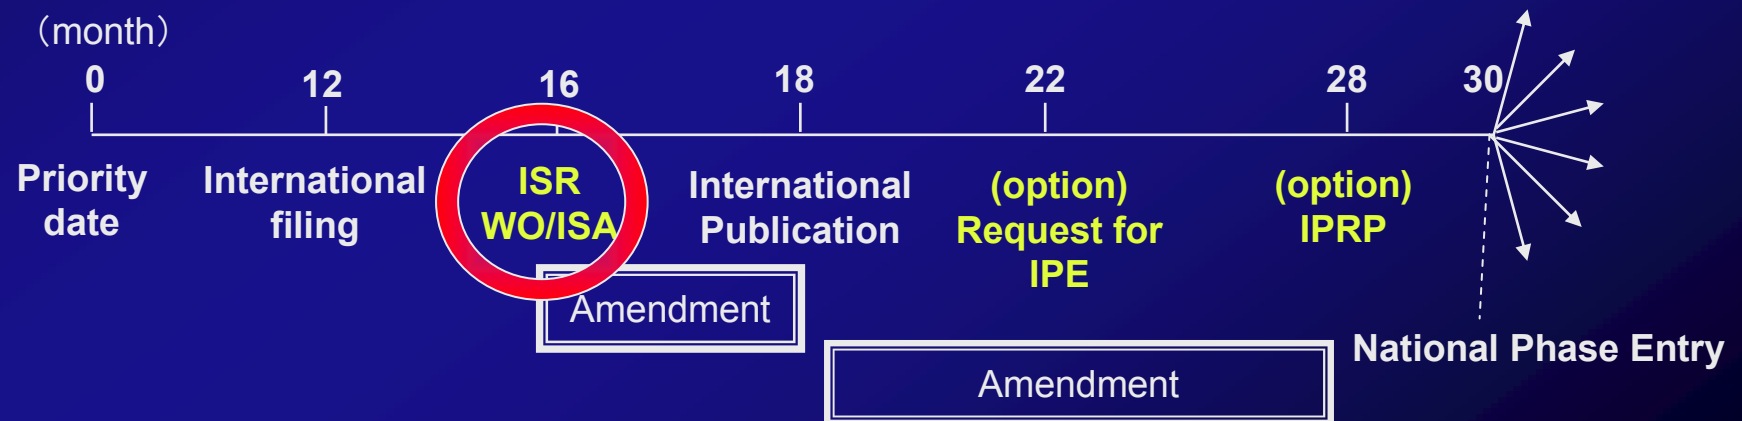 （month）
0 12 16 18 22 28 30
Priority
date
International
filing
ISR
WO/ISA
International
Publication
(option)
Request for
IPE
(option)
IPRP
Amendment
National Phase Entry
Amendment